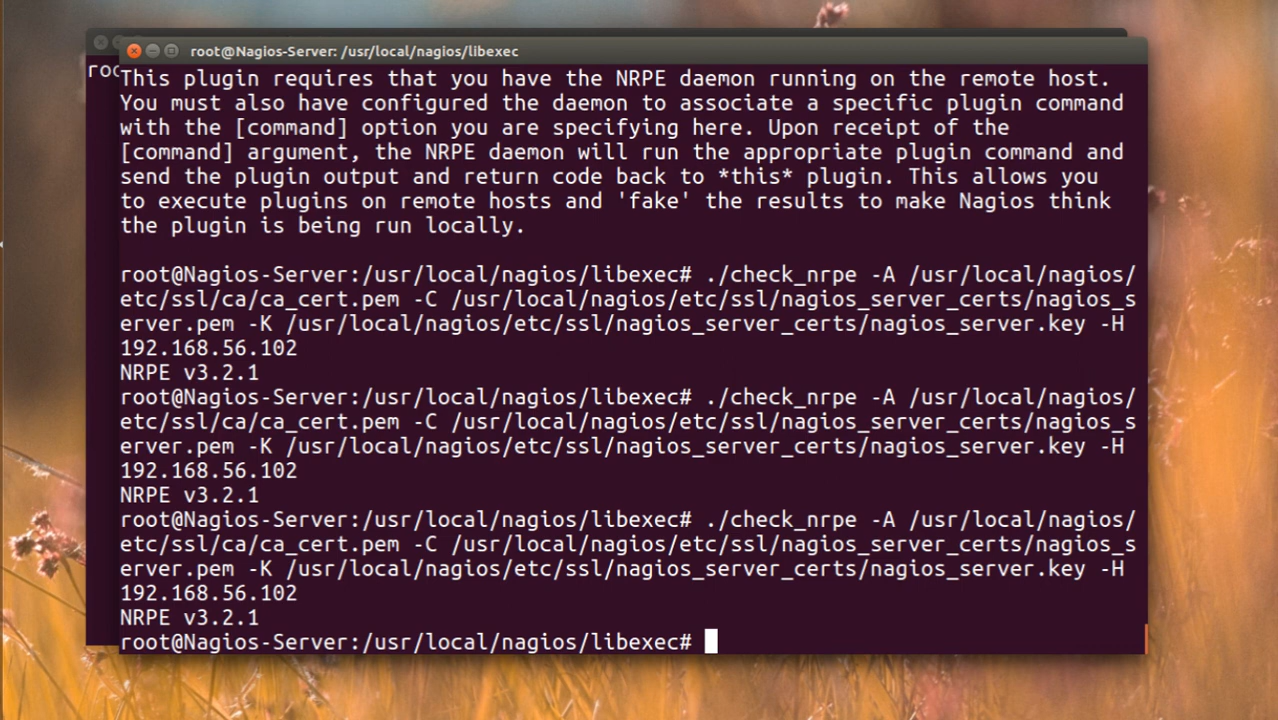 root@Nagios-Server: /usr/local/nagios/libexec
roo
This plugin requires that you have the NRPE daemon running on the remote host.
You must also have configured the daemon to associate a specific plugin command
with the [command] option you are specifying here. Upon receipt of the
[command] argument, the NRPE daemon will run the appropriate plugin command and
send the plugin output and return code back to *this* plugin. This allows you
to execute plugins on remote hosts and 'fake' the results to make Nagios think
the plugin is being run locally.
root@Nagios-Server:/usr/local/nagios/libexec# ./check_nrpe -A /usr/local/nagios/
etc/ssl/ca/ca_cert.pem -C /usr/local/nagios/etc/ssl/nagios_server_certs/nagios_s
erver.pem -K /usr/local/nagios/etc/ssl/nagios_server_certs/nagios_server.key -H
192.168.56.102
NRPE v3.2.1
root@Nagios-Server:/usr/local/nagios/libexec# ./check_nrpe -A /usr/local/nagios/
etc/ssl/ca/ca_cert.pem -C /usr/local/nagios/etc/ssl/nagios_server_certs/nagios_s
erver.pem -K /usr/local/nagios/etc/ssl/nagios_server_certs/nagios_server.key -H
192.168.56.102
NRPE v3.2.1
root@Nagios-Server:/usr/local/nagios/libexec# ./check_nrpe -A /usr/local/nagios/
etc/ssl/ca/ca_cert.pem -C /usr/local/nagios/etc/ssl/nagios_server_certs/nagios_s
erver.pem -K /usr/local/nagios/etc/ssl/nagios_server_certs/nagios_server.key -H
192.168.56.102
NRPE v3.2.1
root@Nagios-Server:/usr/local/nagios/libexec#